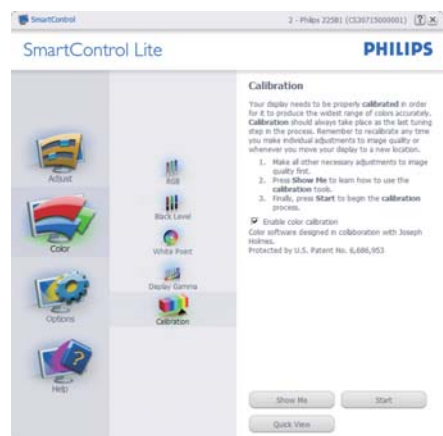 SmartControl
2 - Philips 225B1 (CS30715000001)
SmartControl Lite
PHILIPS
Adjust
Color
Options
Help
RGB
Black Level
White Point
Display Gamma
Calibration
Calibration
Your display needs to be properly calibrated in order
for it to produce the widest range of colors accurately.
Calibration should always take place as the last tuning
step in the process. Remember to recalibrate any time
you make individual adjustments to image quality or
whenever you move your display to a new location.
1. Make all other necessary adjustments to image
quality first.
2. Press Show Me to learn how to use the
calibration tools.
3. Finally, press Start to begin the calibration
process.
Enable color calibration
Color software designed in collaboration with Joseph
Holmes.
Protected by U.S. Patent No. 6,686,953
Show Me
Start
Quick View